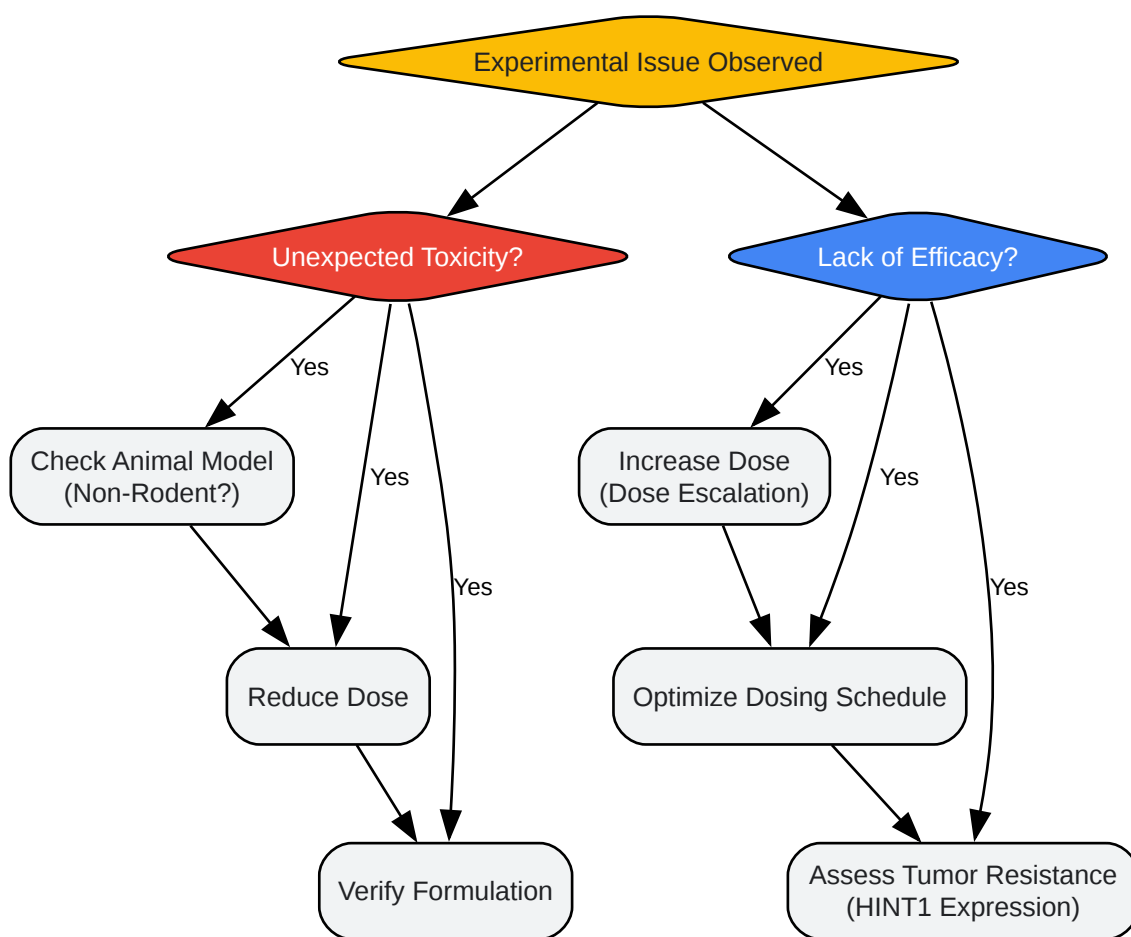 Experimental Issue Observed
Unexpected Toxicity?
Lack of Efficacy?
Yes
Yes
Check Animal Model
(Non-Rodent?)
Increase Dose
(Dose Escalation)
Yes
Yes
Yes
Yes
Reduce Dose
Optimize Dosing Schedule
Verify Formulation
Assess Tumor Resistance
(HINT1 Expression)